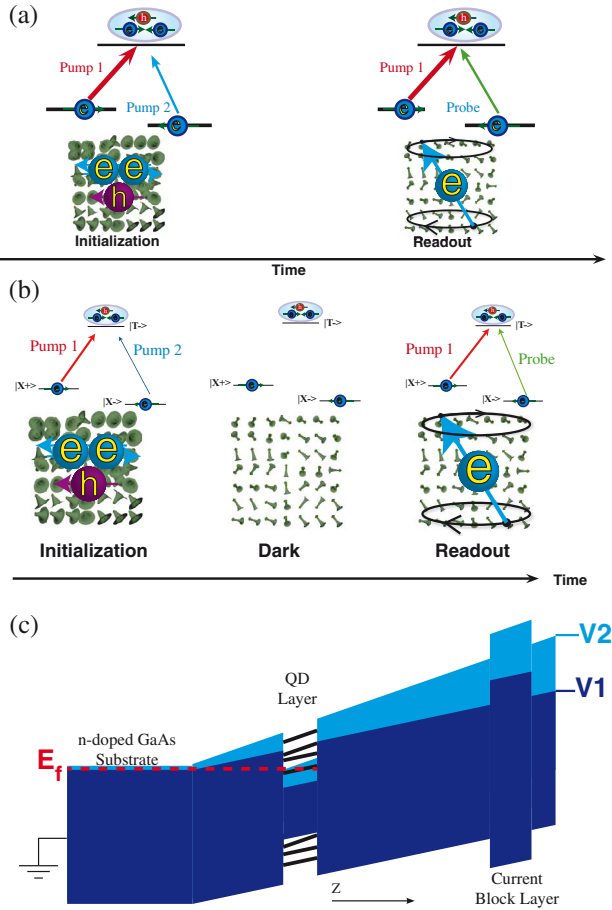 (a)
h
e
e
Pump 1
Pump 2
e
e
e
e
h
Initialization
h
e
e
Pump 1
Probe
e
e
e
Readout
Time
(b)
h
e
e
|T->
Pump 1
Pump 2
|X+>
e
|X->
e
e
e
h
Initialization
h
e
e
|T->
|X+>
e
|X->
e
Dark
h
e
e
|T->
Pump 1
Probe
|X+>
e
|X->
e
e
Readout
Time
(c)
V2
QD
Layer
V1
n-doped GaAs
Substrate
Ef
Z
Current
Block Layer